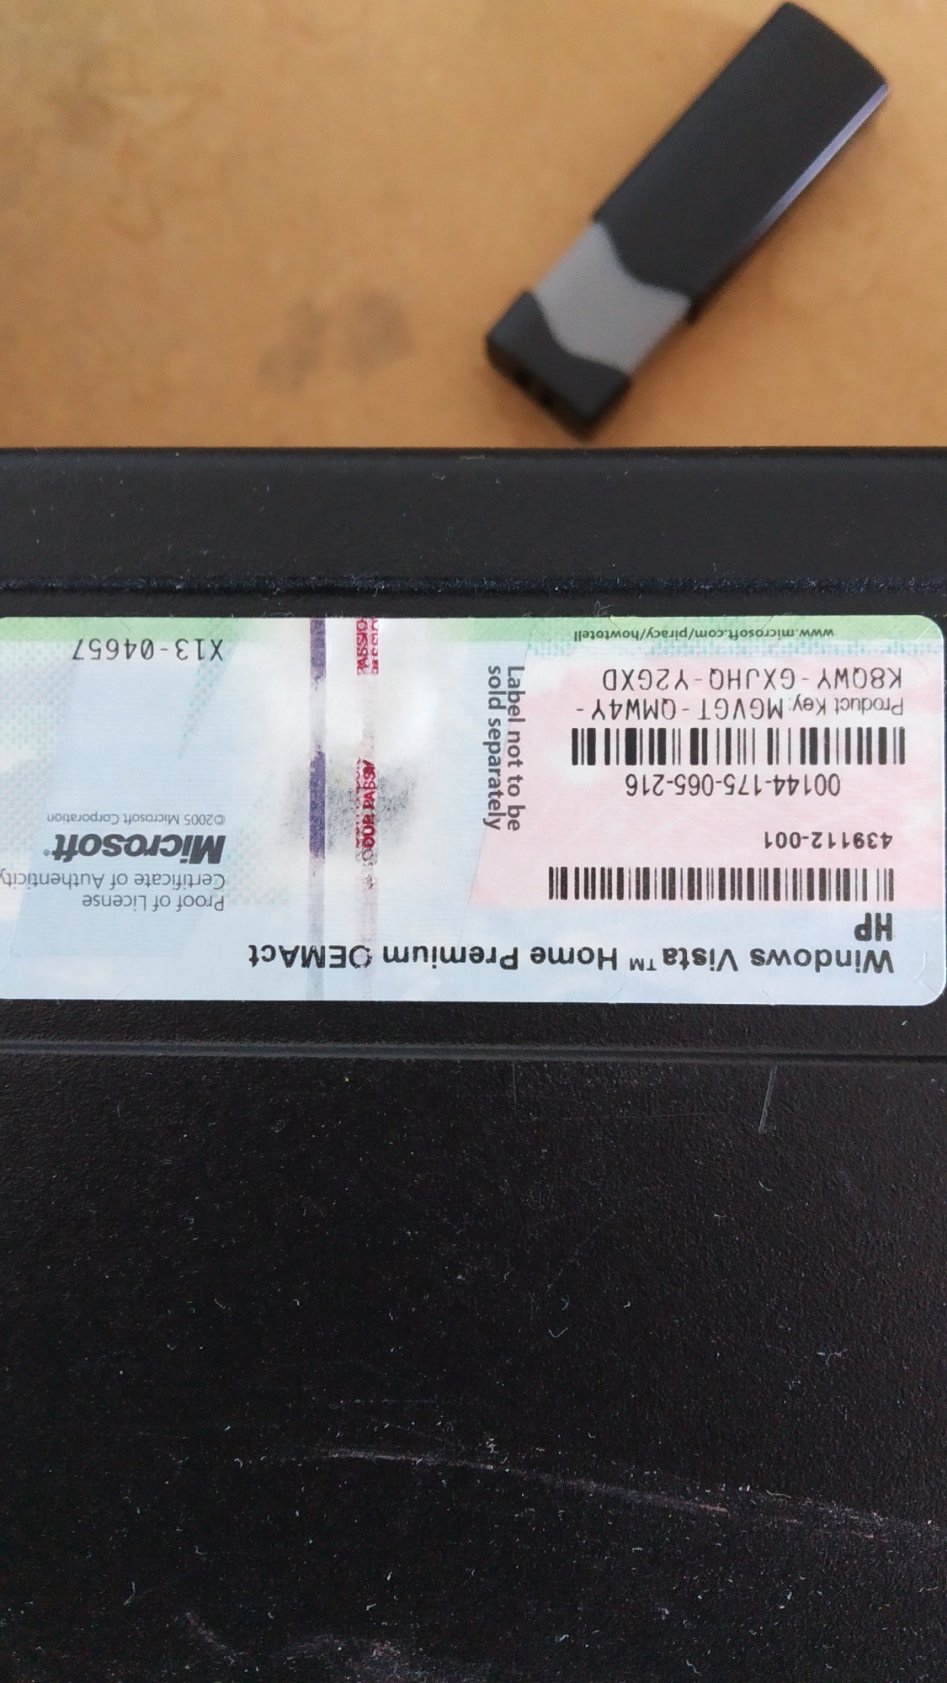 Windows Vista™ Home Premium OEMAct
HP
439112-001
00144-175-065-216
Product Key: MGVGT - QMW4Y -
K8QWY - GXJHQ - Y2GXD
www.microsoft.com/piracy/howtotell
Label not to be
sold separately
Proof of License
Certificate of Authenticity
Microsoft®
©2005 Microsoft Corporation
X13-04657